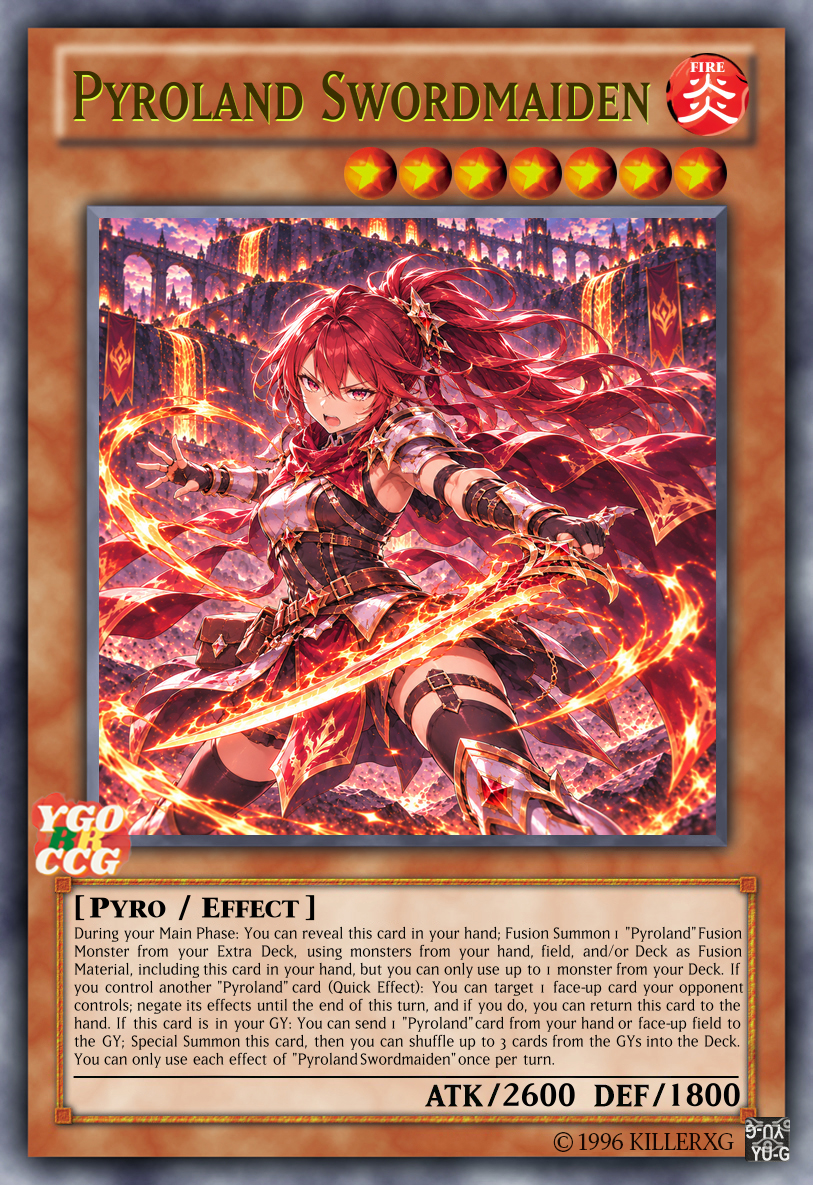 Pyroland Swordmaiden
FIRE
炎
YGO
RR
CCG
[ Pyro / Effect ]
During your Main Phase: You can reveal this card in your hand; Fusion Summon 1 "Pyroland" Fusion
Monster from your Extra Deck, using monsters from your hand, field, and/or Deck as Fusion
Material, including this card in your hand, but you can only use up to 1 monster from your Deck. If
you control another "Pyroland" card (Quick Effect): You can target 1 face-up card your opponent
controls; negate its effects until the end of this turn, and if you do, you can return this card to the
hand. If this card is in your GY: You can send 1 "Pyroland" card from your hand or face-up field to
the GY; Special Summon this card, then you can shuffle up to 3 cards from the GYs into the Deck.
You can only use each effect of "Pyroland Swordmaiden" once per turn.
ATK/2600 DEF/1800
© 1996 KILLERXG
YU-G